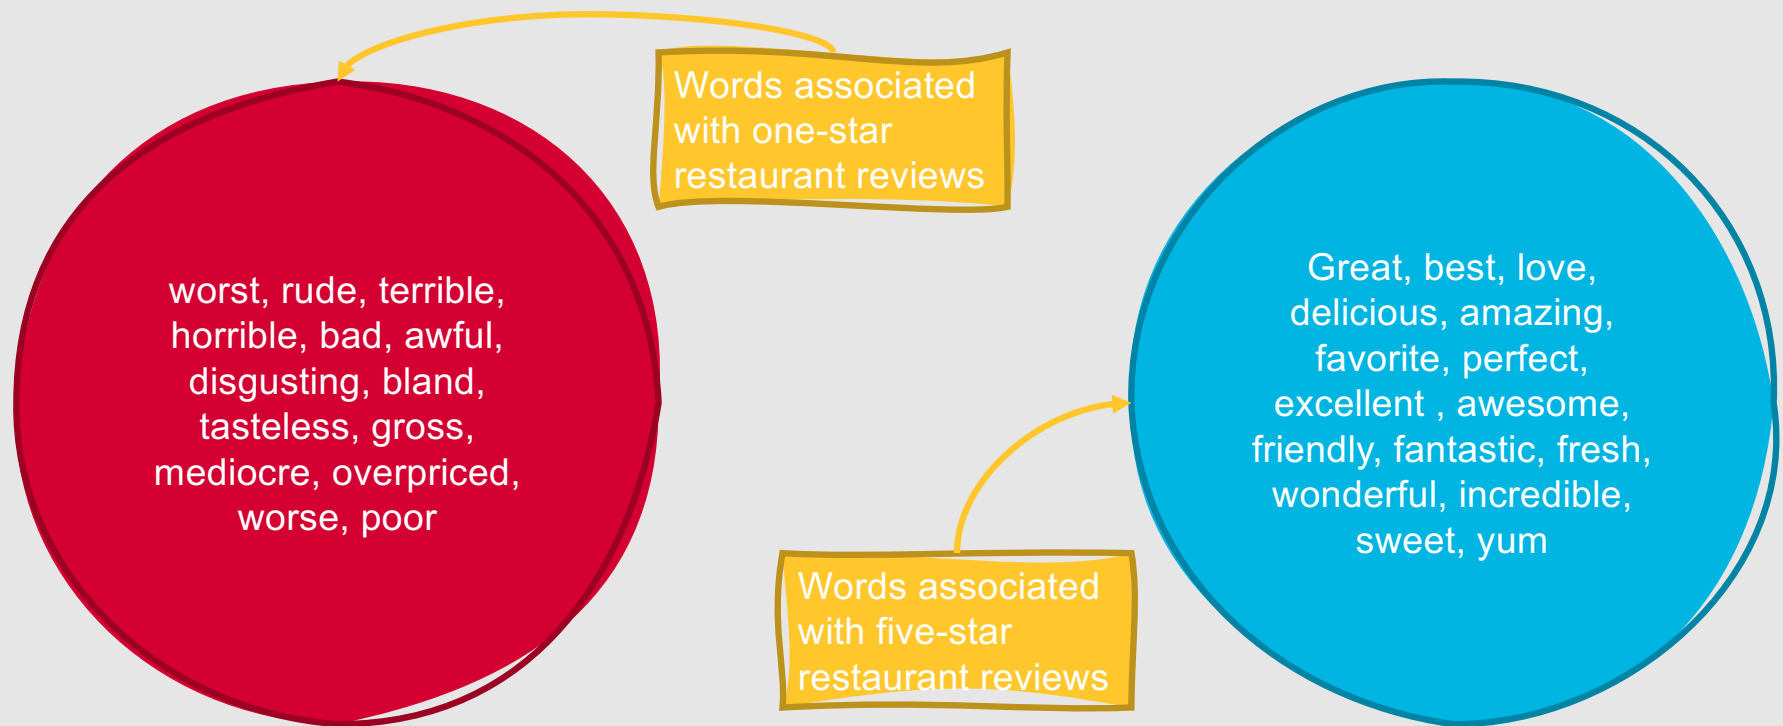 Words associated
with one-star
restaurant reviews
worst, rude, terrible,
horrible, bad, awful,
disgusting, bland,
tasteless, gross,
mediocre, overpriced,
worse, poor
Great, best, love,
delicious, amazing,
favorite, perfect,
excellent , awesome,
friendly, fantastic, fresh,
wonderful, incredible,
sweet, yum
Words associated
with five-star
restaurant reviews